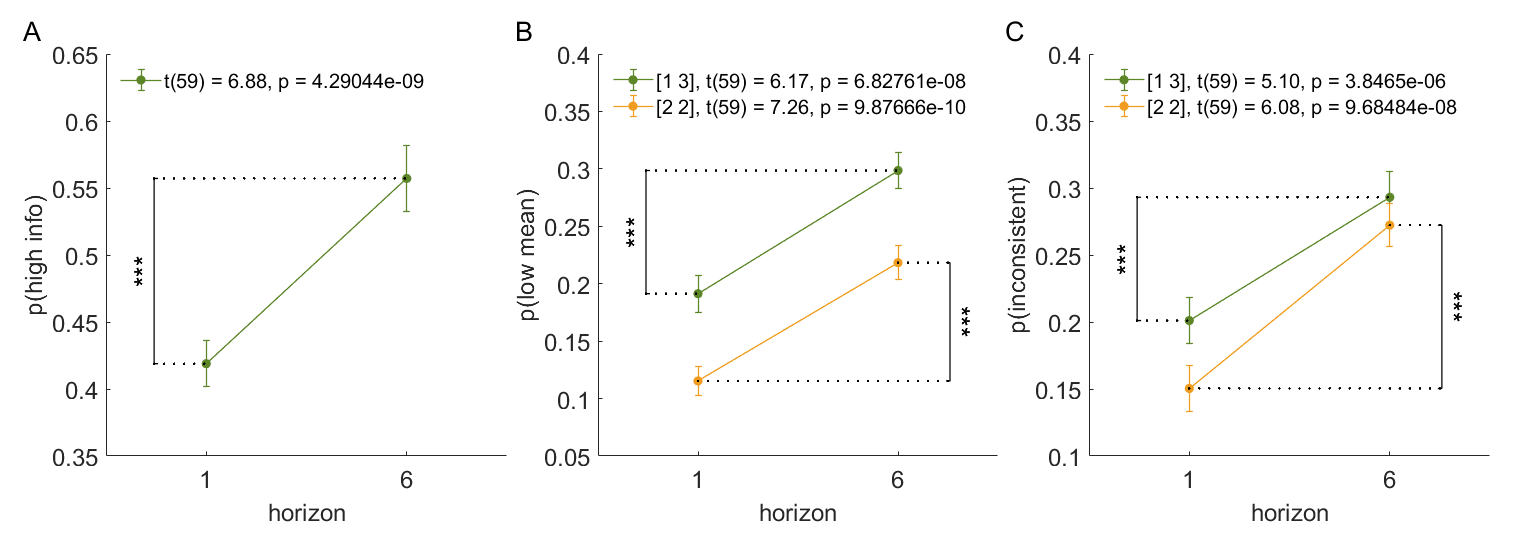 A
0.65
0.6
0.55
0.5
0.45
0.4
0.35
p(high info)
t(59) = 6.88, p = 4.29044e-09
***
1
6
horizon
B
0.4
0.35
0.3
0.25
0.2
0.15
0.1
0.05
p(low mean)
[1 3], t(59) = 6.17, p = 6.82761e-08
[2 2], t(59) = 7.26, p = 9.87666e-10
***
***
1
6
horizon
C
0.4
0.35
0.3
0.25
0.2
0.15
0.1
p(inconsistent)
[1 3], t(59) = 5.10, p = 3.8465e-06
[2 2], t(59) = 6.08, p = 9.68484e-08
***
***
1
6
horizon